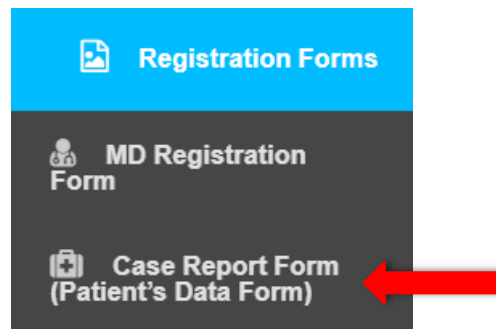 Registration Forms
MD Registration
Form
Case Report Form
(Patient's Data Form)